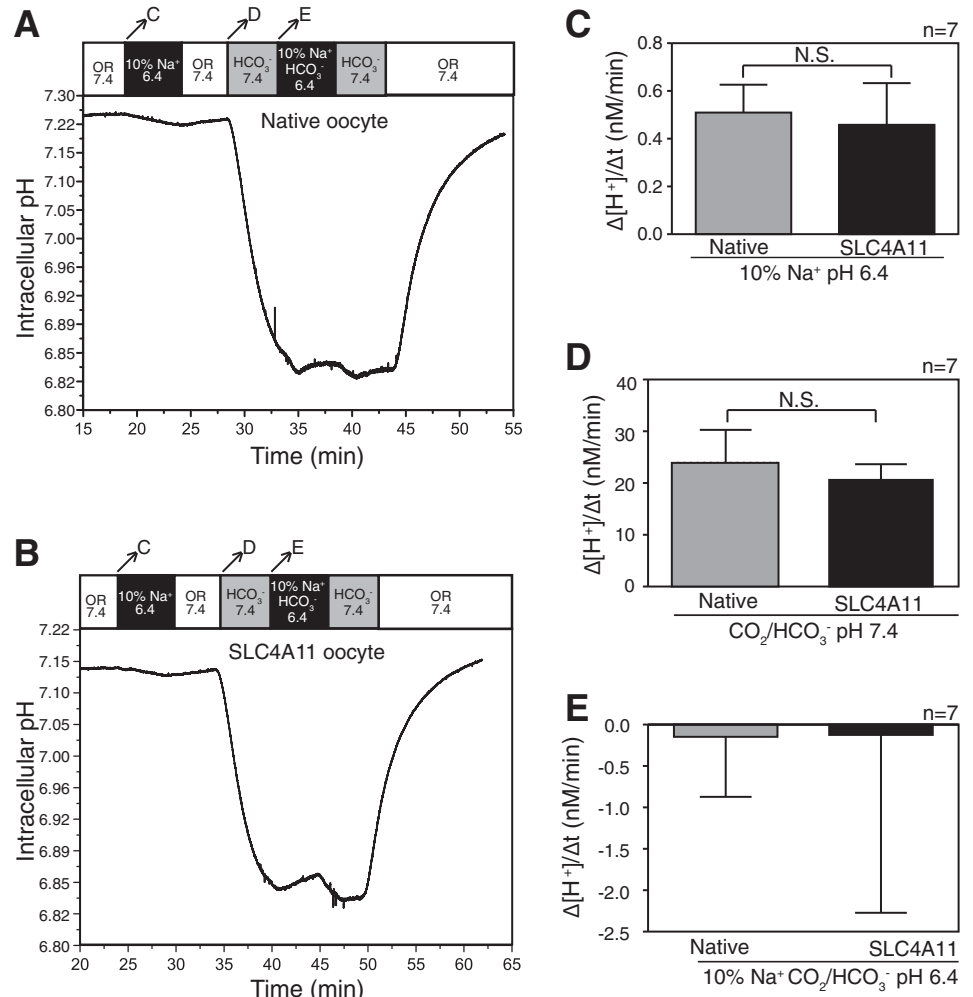 A
C
D
E
OR 7.4
10% Na⁺ 6.4
OR 7.4
HCO₃⁻ 7.4
10% Na⁺ HCO₃⁻ 6.4
HCO₃⁻ 7.4
OR 7.4
Native oocyte
Intracellular pH
7.30
7.22
7.15
7.10
7.05
7.00
6.96
6.92
6.89
6.85
6.82
6.80
15 20 25 30 35 40 45 50 55
Time (min)
B
C
D
E
OR 7.4
10% Na⁺ 6.4
OR 7.4
HCO₃⁻ 7.4
10% Na⁺ HCO₃⁻ 6.4
HCO₃⁻ 7.4
OR 7.4
SLC4A11 oocyte
Intracellular pH
7.22
7.15
7.10
7.05
7.00
6.96
6.92
6.89
6.85
6.82
6.80
20 25 30 35 40 45 50 55 60 65
Time (min)
C
n=7
N.S.
Δ[H⁺]/Δt (nM/min)
0.8
0.6
0.4
0.2
0.0
Native SLC4A11
10% Na⁺ pH 6.4
D
n=7
N.S.
Δ[H⁺]/Δt (nM/min)
40
30
20
10
0
Native SLC4A11
CO₂/HCO₃⁻ pH 7.4
E
n=7
Δ[H⁺]/Δt (nM/min)
0.0
-0.5
-1.0
-1.5
-2.0
-2.5
Native SLC4A11
10% Na⁺ CO₂/HCO₃⁻ pH 6.4